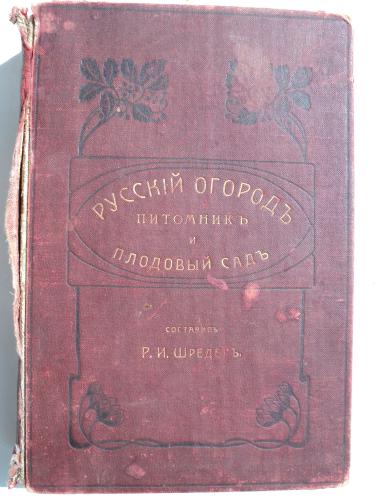 РУССКІЙ ОГОРОДЪ
ПИТОМНИКЪ
И
ПЛОДОВЫЙ САДЪ
СОСТАВИЛЪ
Р. И. ШРЕДЕРЪ.